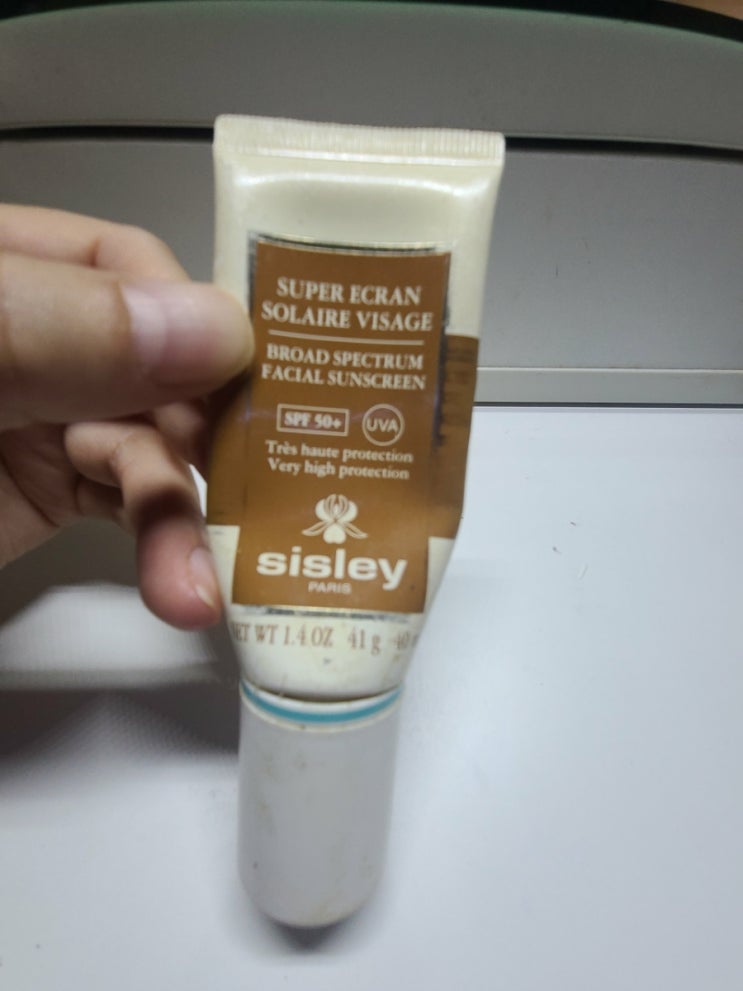 SUPER ECRAN
SOLAIRE VISAGE
BROAD SPECTRUM
FACIAL SUNSCREEN
SPF 50+ UVA
Très haute protection
Very high protection
sisley
PARIS
WT 1.4 OZ 41 g 40